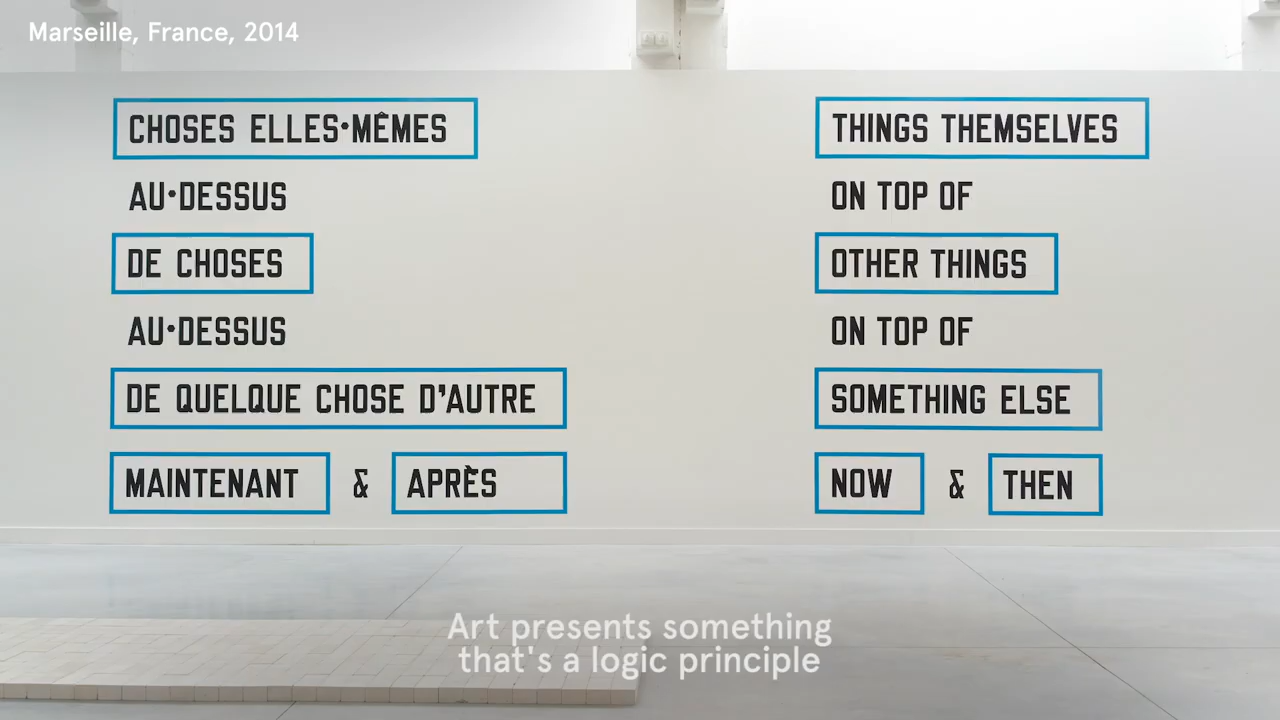 Marseille, France, 2014
CHOSES ELLES•MÊMES
AU•DESSUS
DE CHOSES
AU•DESSUS
DE QUELQUE CHOSE D'AUTRE
MAINTENANT & APRÈS
THINGS THEMSELVES
ON TOP OF
OTHER THINGS
ON TOP OF
SOMETHING ELSE
NOW & THEN
Art presents something
that's a logic principle